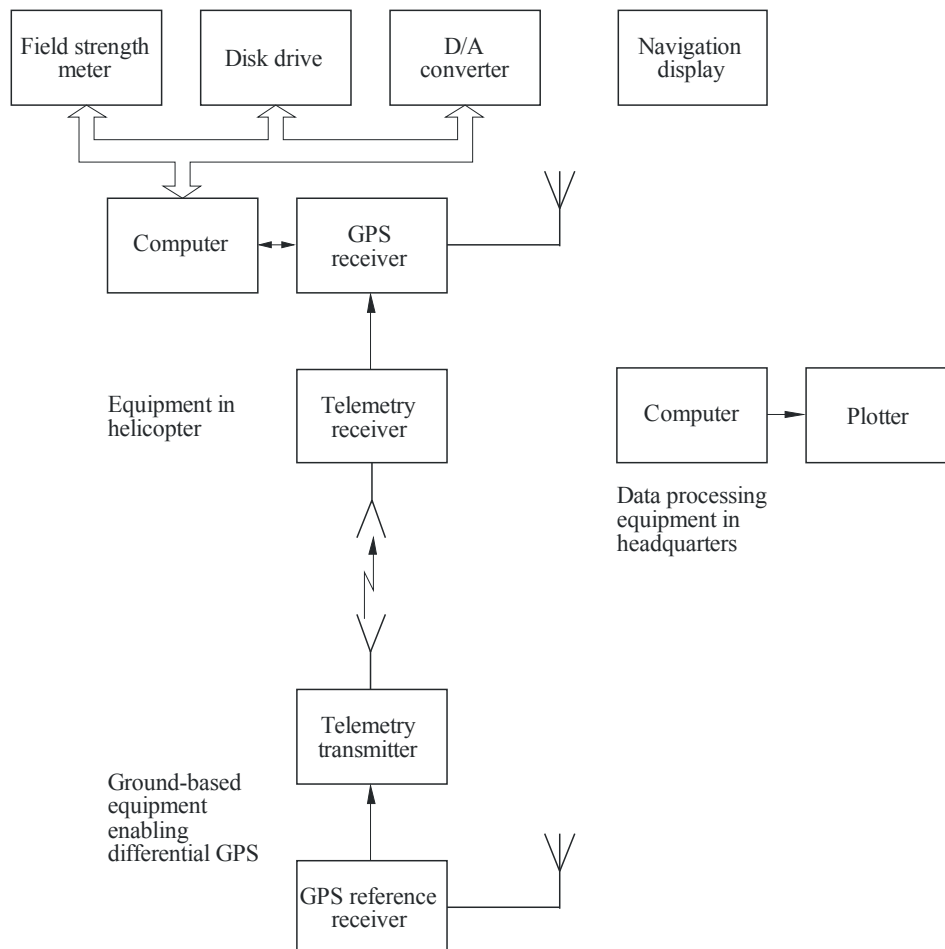 Field strength
meter
Disk drive
D/A
converter
Navigation
display
Computer
GPS
receiver
Equipment in
helicopter
Telemetry
receiver
Computer
Plotter
Data processing
equipment in
headquarters
Telemetry
transmitter
Ground-based
equipment
enabling
differential GPS
GPS reference
receiver